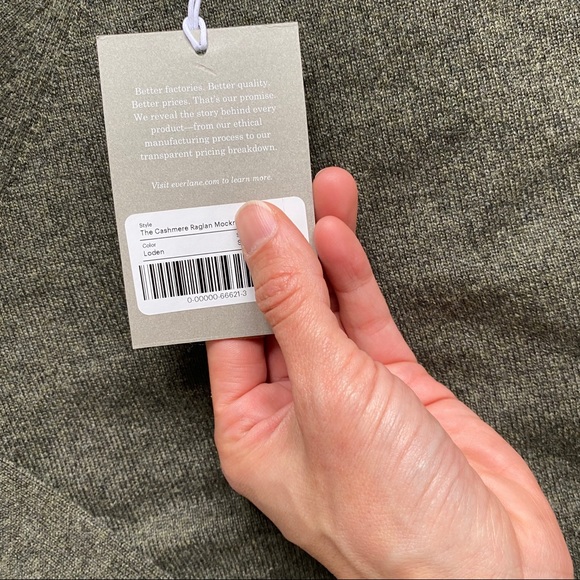 Better factories. Better quality.
Better prices. That's our promise.
We reveal the story behind every
product—from our ethical
manufacturing process to our
transparent pricing breakdown.
Visit everlane.com to learn more.
Style
The Cashmere Raglan Mockn
Color
Loden
0-00000-66621-3